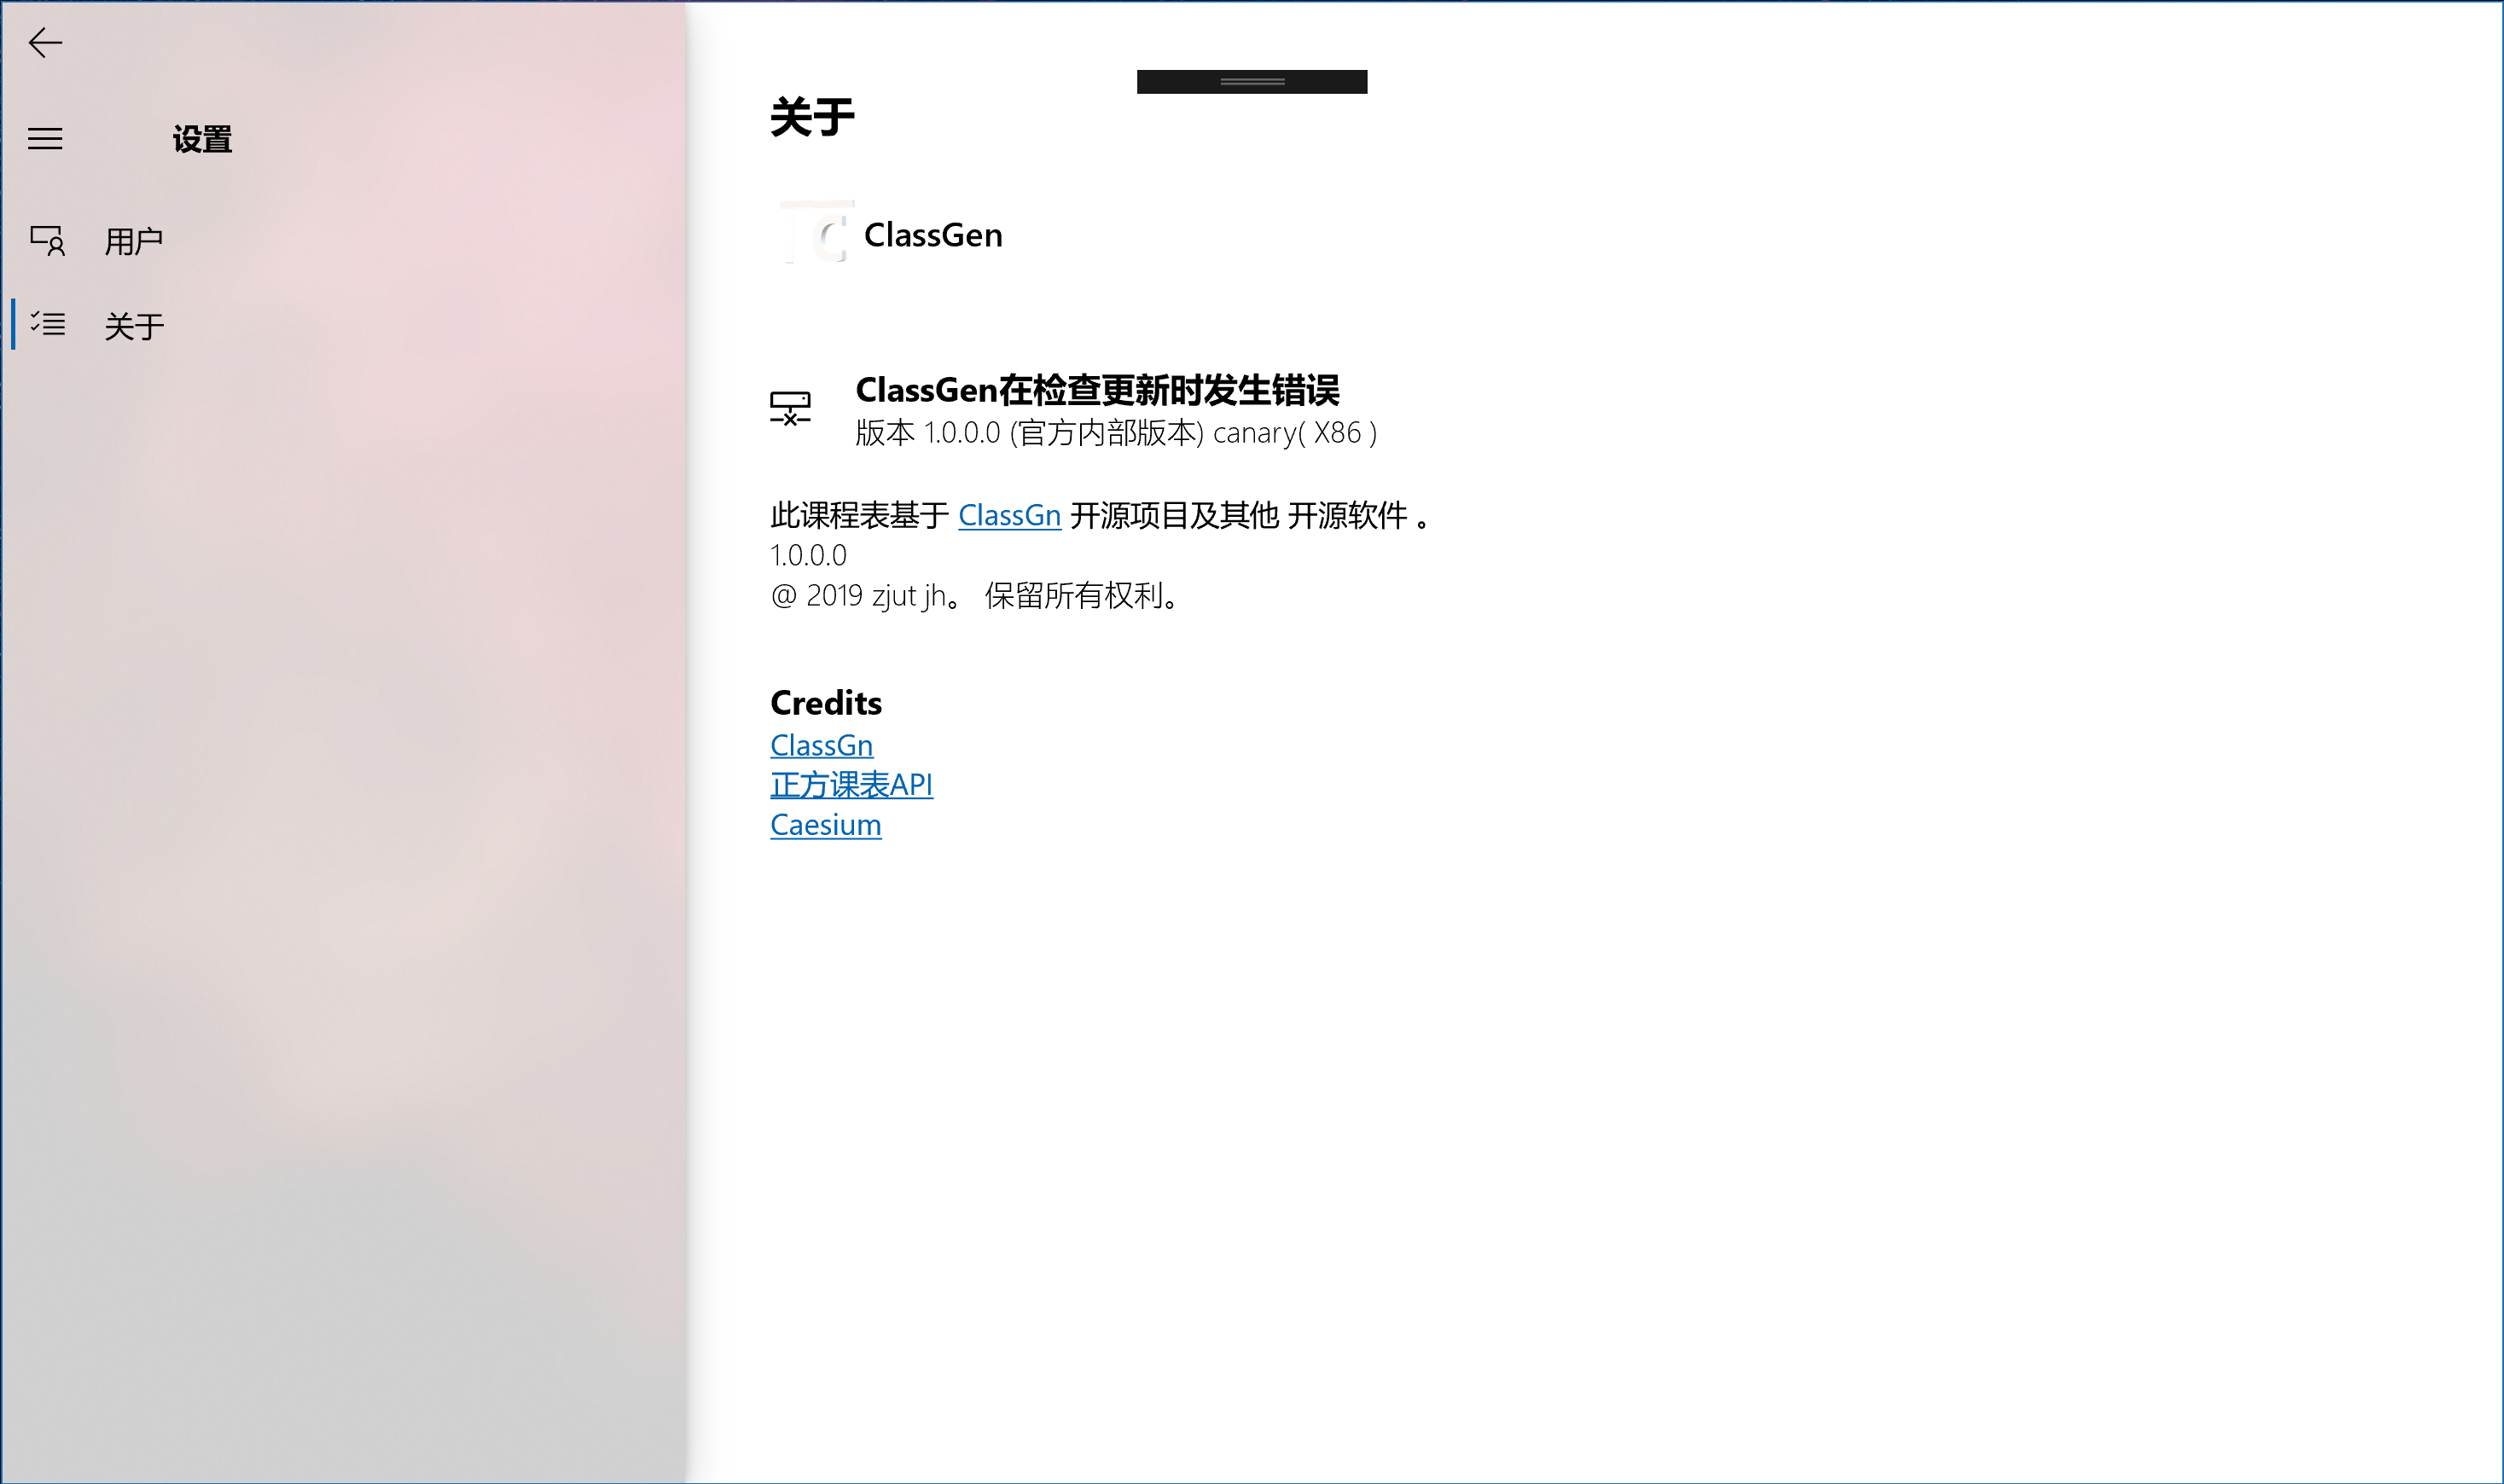 设置
用户
关于
关于
TC ClassGen
ClassGen在检查更新时发生错误
版本 1.0.0.0 (官方内部版本) canary( X86 )
此课程表基于 ClassGn 开源项目及其他 开源软件 。
1.0.0.0
@ 2019 zjut jh。 保留所有权利。
Credits
ClassGn
正方课表API
Caesium